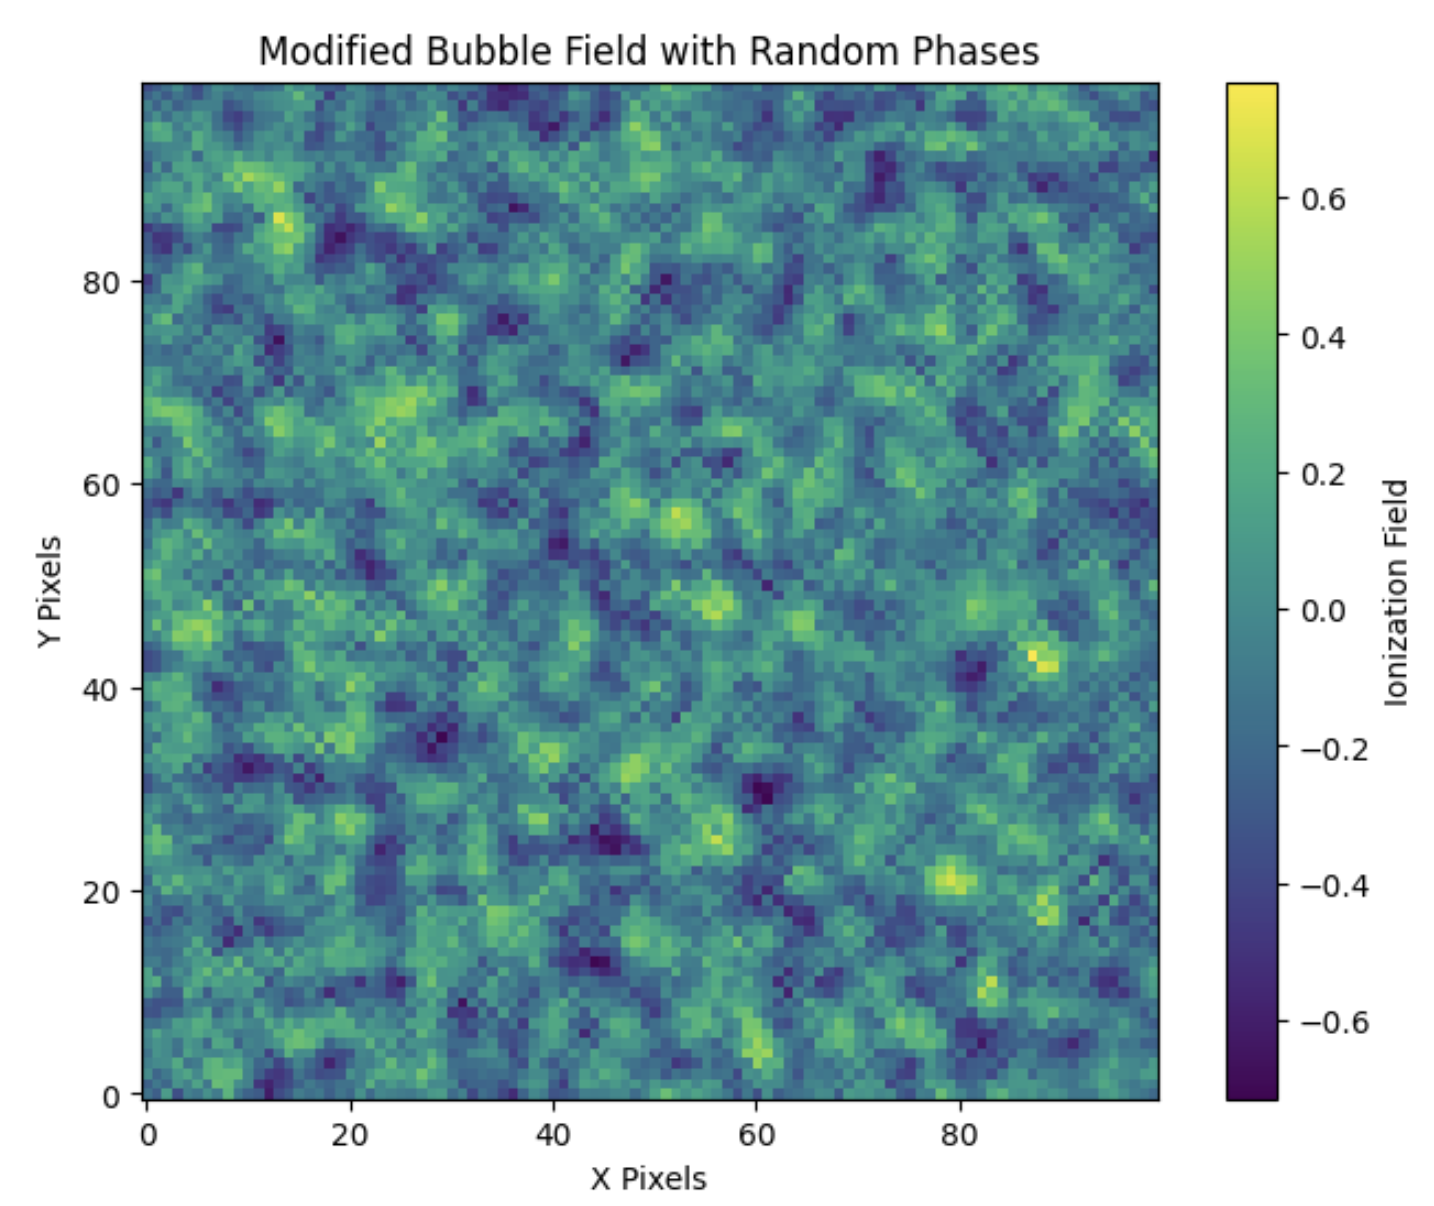 Modified Bubble Field with Random Phases
80
60
40
20
0
Y Pixels
0 20 40 60 80
X Pixels
0.6
0.4
0.2
0.0
−0.2
−0.4
−0.6
Ionization Field